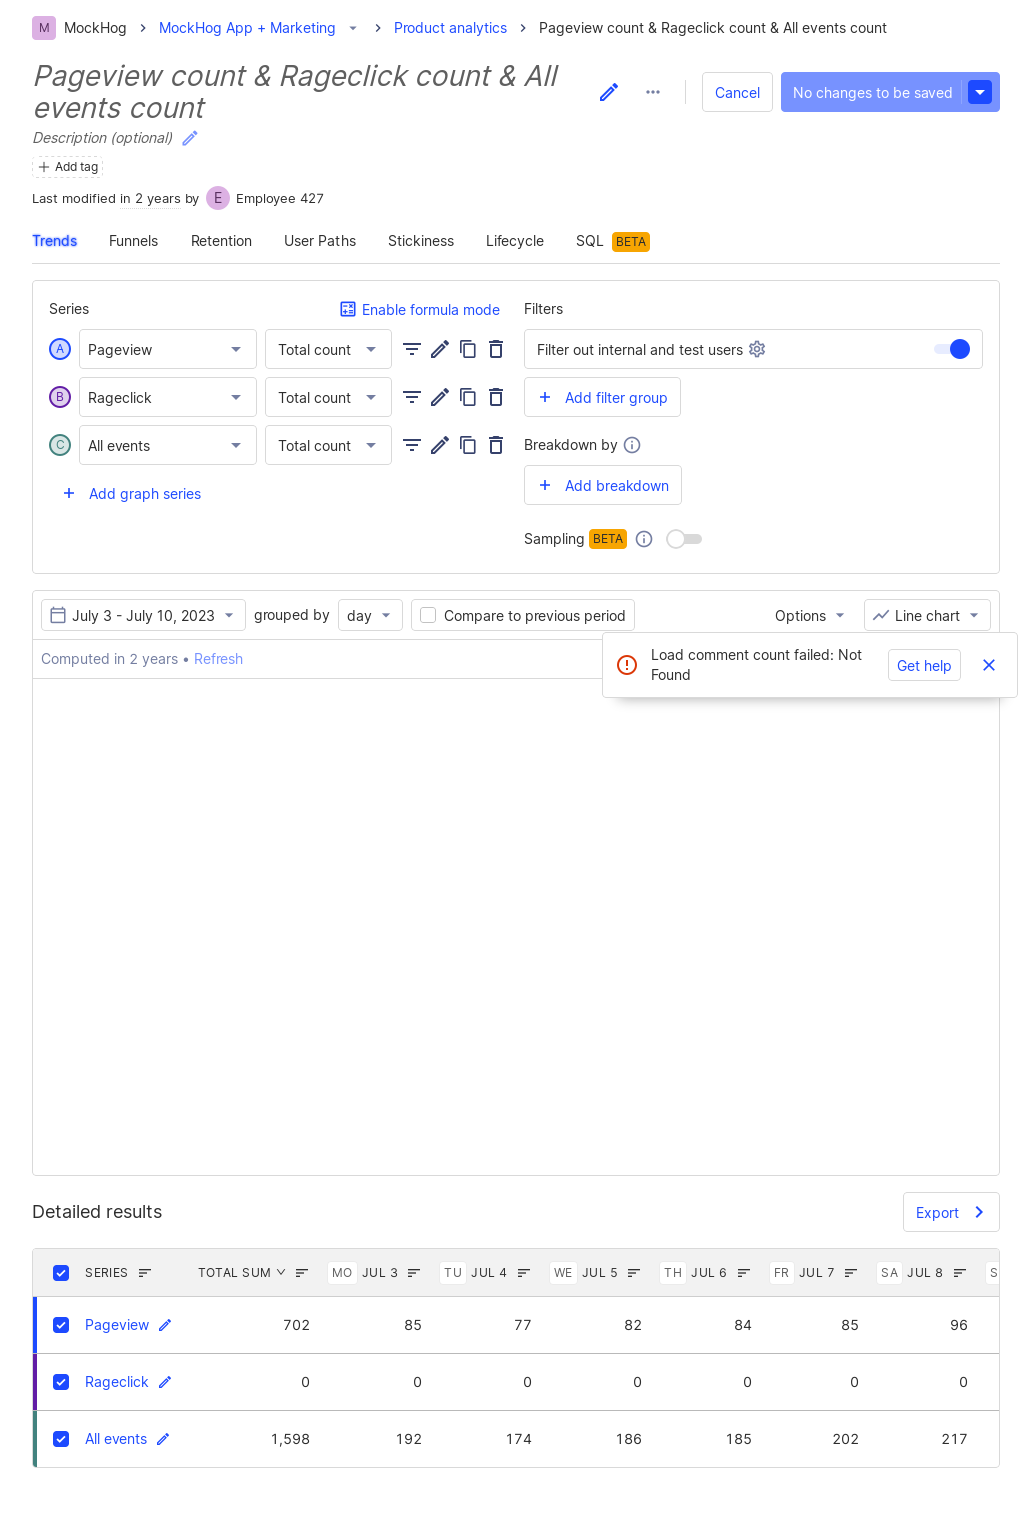 M MockHog MockHog App + Marketing Product analytics Pageview count & Rageclick count & All events count
Pageview count & Rageclick count & All
events count
Cancel No changes to be saved
Description (optional)
Add tag
Last modified in 2 years by E Employee 427
Trends Funnels Retention User Paths Stickiness Lifecycle SQL BETA
Series Enable formula mode
A Pageview Total count
B Rageclick Total count
C All events Total count
Add graph series
Filters
Filter out internal and test users
Add filter group
Breakdown by
Add breakdown
Sampling BETA
July 3 - July 10, 2023 grouped by day Compare to previous period Options Line chart
Computed in 2 years • Refresh
Load comment count failed: Not
Found
Get help
Detailed results Export
SERIES TOTAL SUM MO JUL 3 TU JUL 4 WE JUL 5 TH JUL 6 FR JUL 7 SA JUL 8 S
Pageview 702 85 77 82 84 85 96
Rageclick 0 0 0 0 0 0 0
All events 1,598 192 174 186 185 202 217